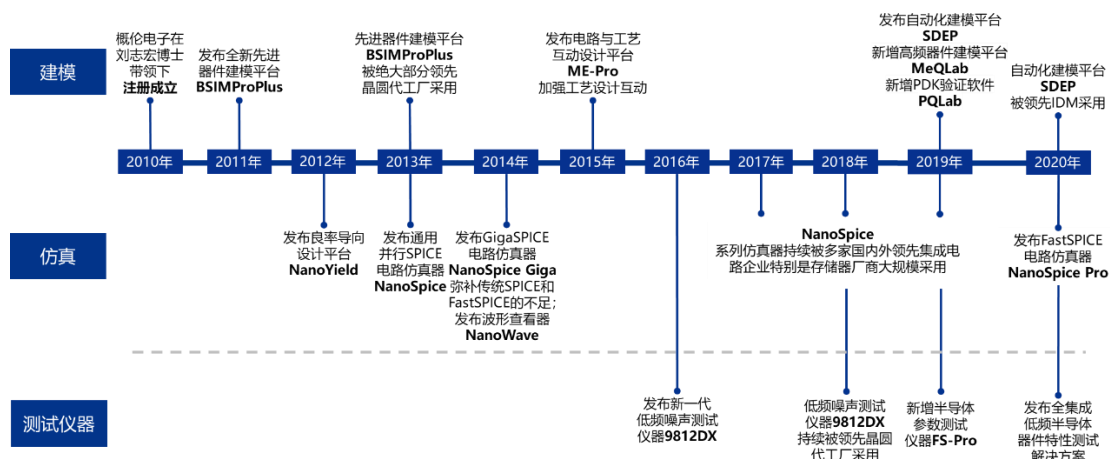 建模
概伦电子在
刘志宏博士
带领下
注册成立
发布全新先进
器件建模平台
BSIMProPlus
先进器件建模平台
BSIMProPlus
被绝大部分领先
晶圆代工厂采用
发布电路与工艺
互动设计平台
ME-Pro
加强工艺设计互动
发布自动化建模平台
SDEP
新增高频器件建模平台
MeQLab
新增PDK验证软件
PQLab
自动化建模平台
SDEP
被领先IDM采用
2010年
2011年
2012年
2013年
2014年
2015年
2016年
2017年
2018年
2019年
2020年
仿真
发布良率导向
设计平台
NanoYield
发布通用
并行SPICE
电路仿真器
NanoSpice
发布GigaSPICE
电路仿真器
NanoSpice Giga
弥补传统SPICE和
FastSPICE的不足;
发布波形查看器
NanoWave
NanoSpice
系列仿真器持续被多家国内外领先集成电
路企业特别是存储器厂商大规模采用
发布FastSPICE
电路仿真器
NanoSpice Pro
测试仪器
发布新一代
低频噪声测试
仪器9812DX
低频噪声测试
仪器9812DX
持续被领先晶圆
代工厂采用
新增半导体
参数测试
仪器FS-Pro
发布全集成
低频半导体
器件特性测试
解决方案